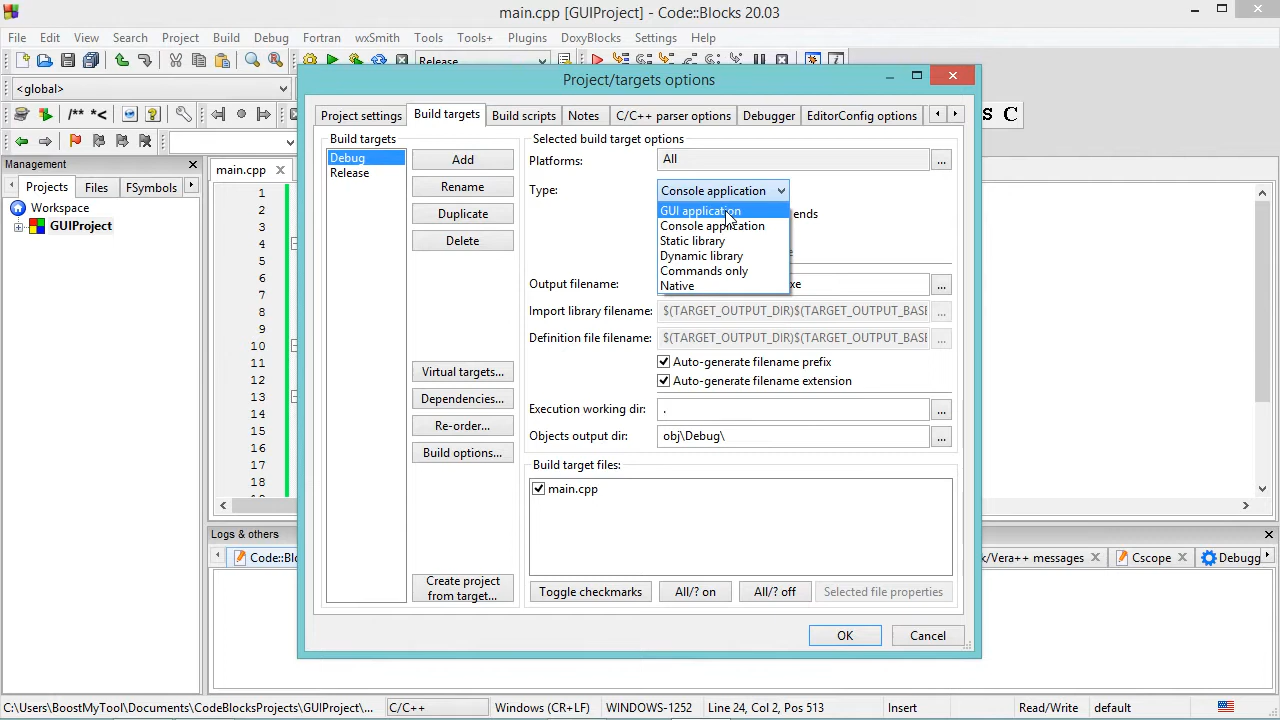 main.cpp [GUIProject] - Code::Blocks 20.03
File Edit View Search Project Build Debug Fortran wxSmith Tools Tools+ Plugins DoxyBlocks Settings Help
Release
Project/targets options
<global>
S C
/** *<
Project settings Build targets Build scripts Notes C/C++ parser options Debugger EditorConfig options
Build targets
Debug
Release
Add
Rename
Duplicate
Delete
Virtual targets...
Dependencies...
Re-order...
Build options...
Create project
from target...
Selected build target options
Platforms: All ...
Type: Console application
GUI application
Console application
Static library
Dynamic library
Commands only
Native
ends
Output filename: xe ...
Import library filename: $(TARGET_OUTPUT_DIR)$(TARGET_OUTPUT_BASE ...
Definition file filename: $(TARGET_OUTPUT_DIR)$(TARGET_OUTPUT_BASE ...
Auto-generate filename prefix
Auto-generate filename extension
Execution working dir: . ...
Objects output dir: obj\Debug\ ...
Build target files:
main.cpp
Toggle checkmarks All/? on All/? off Selected file properties
OK Cancel
Management
Projects Files FSymbols
Workspace
GUIProject
main.cpp
1
2
3
4
5
6
7
8
9
10
11
12
13
14
15
16
17
18
Logs & others
Code::Bl k/Vera++ messages Cscope Debugg
C:\Users\BoostMyTool\Documents\CodeBlocksProjects\GUIProject\... C/C++ Windows (CR+LF) WINDOWS-1252 Line 24, Col 2, Pos 513 Insert Read/Write default